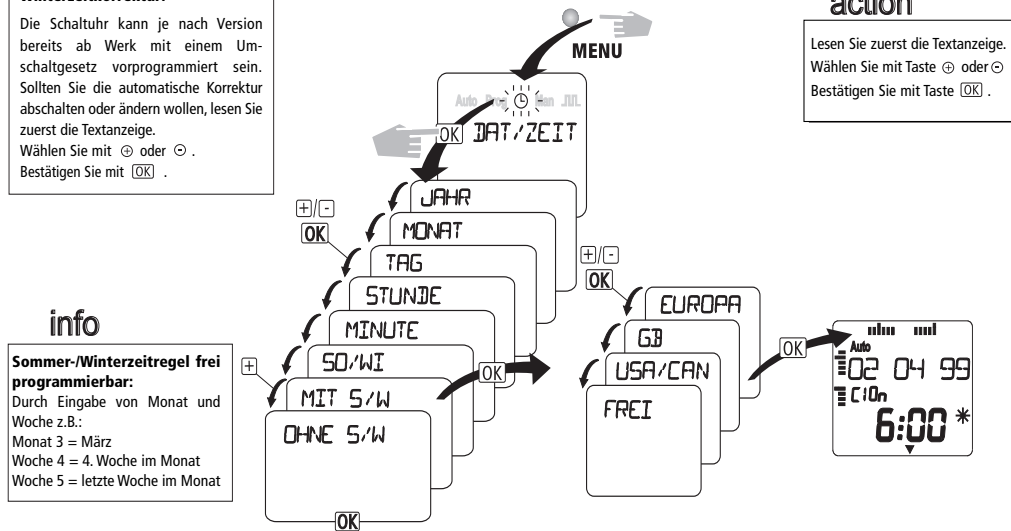 Die Schaltuhr kann je nach Version
bereits ab Werk mit einem Um-
schaltgesetz vorprogrammiert sein.
Sollten Sie die automatische Korrektur
abschalten oder ändern wollen, lesen Sie
zuerst die Textanzeige.
Wählen Sie mit ⊕ oder ⊖ .
Bestätigen Sie mit OK .
action
Lesen Sie zuerst die Textanzeige.
Wählen Sie mit Taste ⊕ oder ⊖
Bestätigen Sie mit Taste OK .
MENU
Auto Prog Man
OK
DAT/ZEIT
+/-
OK
JAHR
MONAT
TAG
STUNDE
MINUTE
SO/WI
MIT S/W
OHNE S/W
+
OK
OK
+/-
OK
EUROPA
GB
USA/CAN
FREI
OK
Auto
02 04 99
C1On
6:00 *
info
Sommer-/Winterzeitregel frei
programmierbar:
Durch Eingabe von Monat und
Woche z.B.:
Monat 3 = März
Woche 4 = 4. Woche im Monat
Woche 5 = letzte Woche im Monat